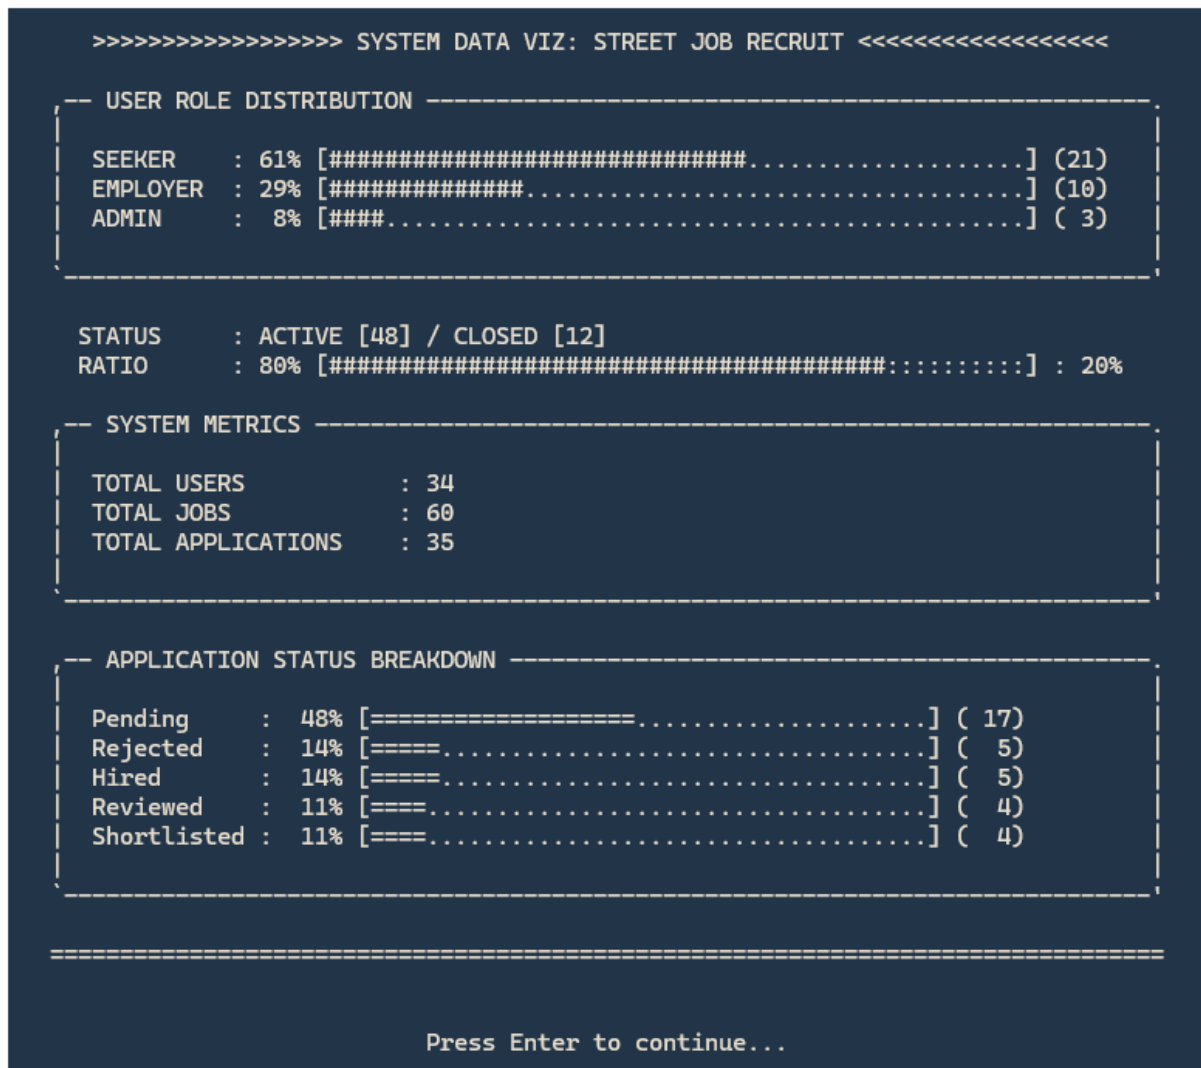 >>>>>>>>>>>>>>>>>> SYSTEM DATA VIZ: STREET JOB RECRUIT <<<<<<<<<<<<<<<<<<
,-- USER ROLE DISTRIBUTION ----------------------------------------------------.
| SEEKER    : 61% [##############################....................] (21) |
| EMPLOYER  : 29% [##############....................................] (10) |
| ADMIN     :  8% [####..............................................] ( 3) |
`------------------------------------------------------------------------------'
STATUS     : ACTIVE [48] / CLOSED [12]
RATIO      : 80% [########################################::::::::::] : 20%
,-- SYSTEM METRICS ------------------------------------------------------------.
| TOTAL USERS           : 34 |
| TOTAL JOBS            : 60 |
| TOTAL APPLICATIONS    : 35 |
`------------------------------------------------------------------------------'
,-- APPLICATION STATUS BREAKDOWN ----------------------------------------------.
| Pending     :  48% [===================.....................] ( 17) |
| Rejected    :  14% [=====...................................] (  5) |
| Hired       :  14% [=====...................................] (  5) |
| Reviewed    :  11% [====....................................] (  4) |
| Shortlisted :  11% [====....................................] (  4) |
`------------------------------------------------------------------------------'
================================================================================
Press Enter to continue...